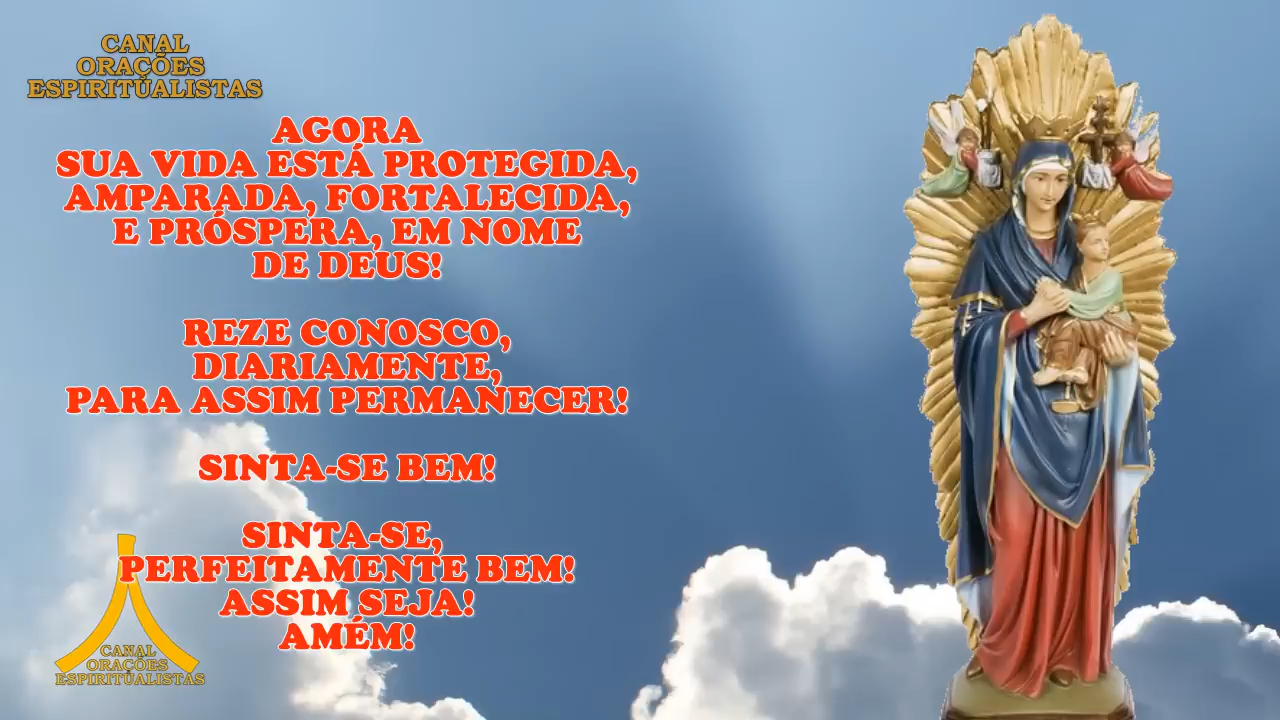 CANAL
ORAÇÕES
ESPIRITUALISTAS
AGORA
SUA VIDA ESTÁ PROTEGIDA,
AMPARADA, FORTALECIDA,
E PRÓSPERA, EM NOME
DE DEUS!
REZE CONOSCO,
DIARIAMENTE,
PARA ASSIM PERMANECER!
SINTA-SE BEM!
SINTA-SE,
PERFEITAMENTE BEM!
ASSIM SEJA!
AMÉM!
CANAL
ORAÇÕES
ESPIRITUALISTAS